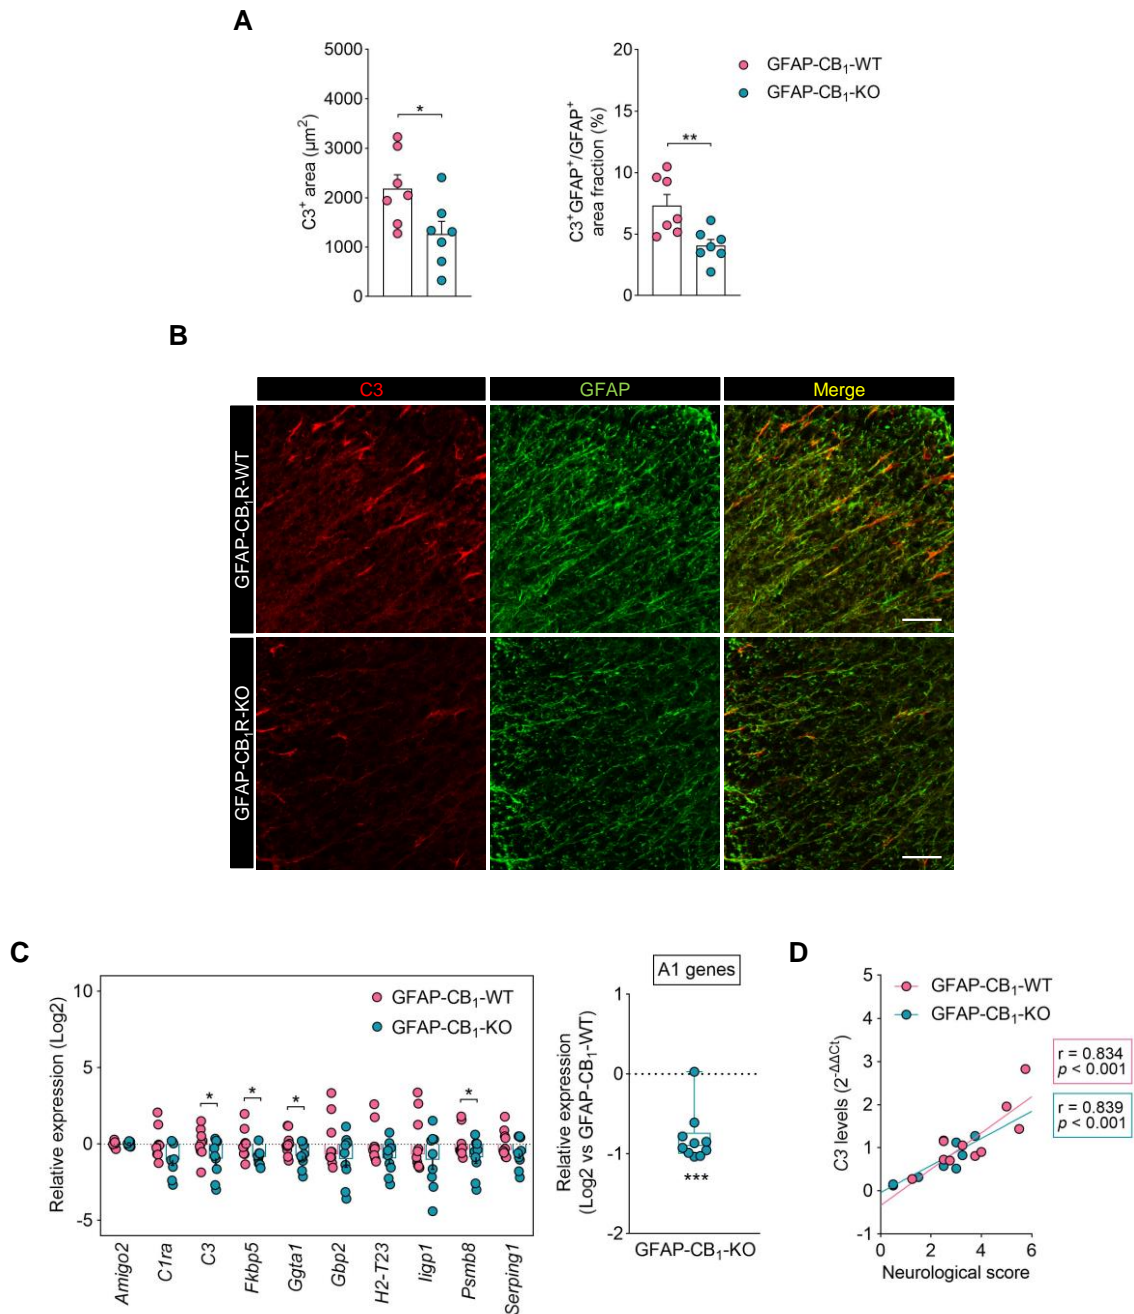 A
5000
4000
3000
2000
1000
0
C3⁺ area (µm²)
*
20
15
10
5
0
C3⁺GFAP⁺/GFAP⁺
area fraction (%)
**
GFAP-CB₁-WT
GFAP-CB₁-KO
B
C3
GFAP
Merge
GFAP-CB₁R-WT
GFAP-CB₁R-KO
C
10
5
0
-5
Relative expression (Log2)
GFAP-CB₁-WT
GFAP-CB₁-KO
*
*
*
*
Amigo2
C1ra
C3
Fkbp5
Ggta1
Gbp2
H2-T23
Iigp1
Psmb8
Serping1
A1 genes
1
0
-1
-2
Relative expression
(Log2 vs GFAP-CB₁-WT)
***
GFAP-CB₁-KO
D
5
4
3
2
1
0
-1
C3 levels (2^-ΔΔCt)
GFAP-CB₁-WT
GFAP-CB₁-KO
r = 0.834
p < 0.001
r = 0.839
p < 0.001
0
2
4
6
Neurological score